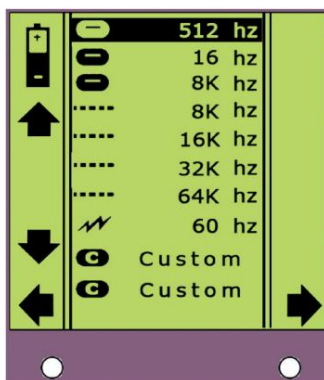 512 hz
16 hz
8K hz
8K hz
16K hz
32K hz
64K hz
60 hz
C Custom
C Custom